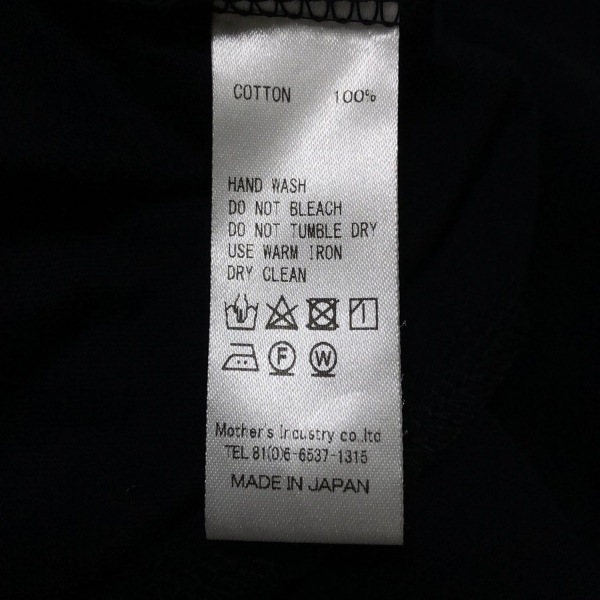 COTTON 100%
HAND WASH
DO NOT BLEACH
DO NOT TUMBLE DRY
USE WARM IRON
DRY CLEAN
F W
Mother's Industry co.,ltd
TEL 81(0)6-6537-1315
MADE IN JAPAN